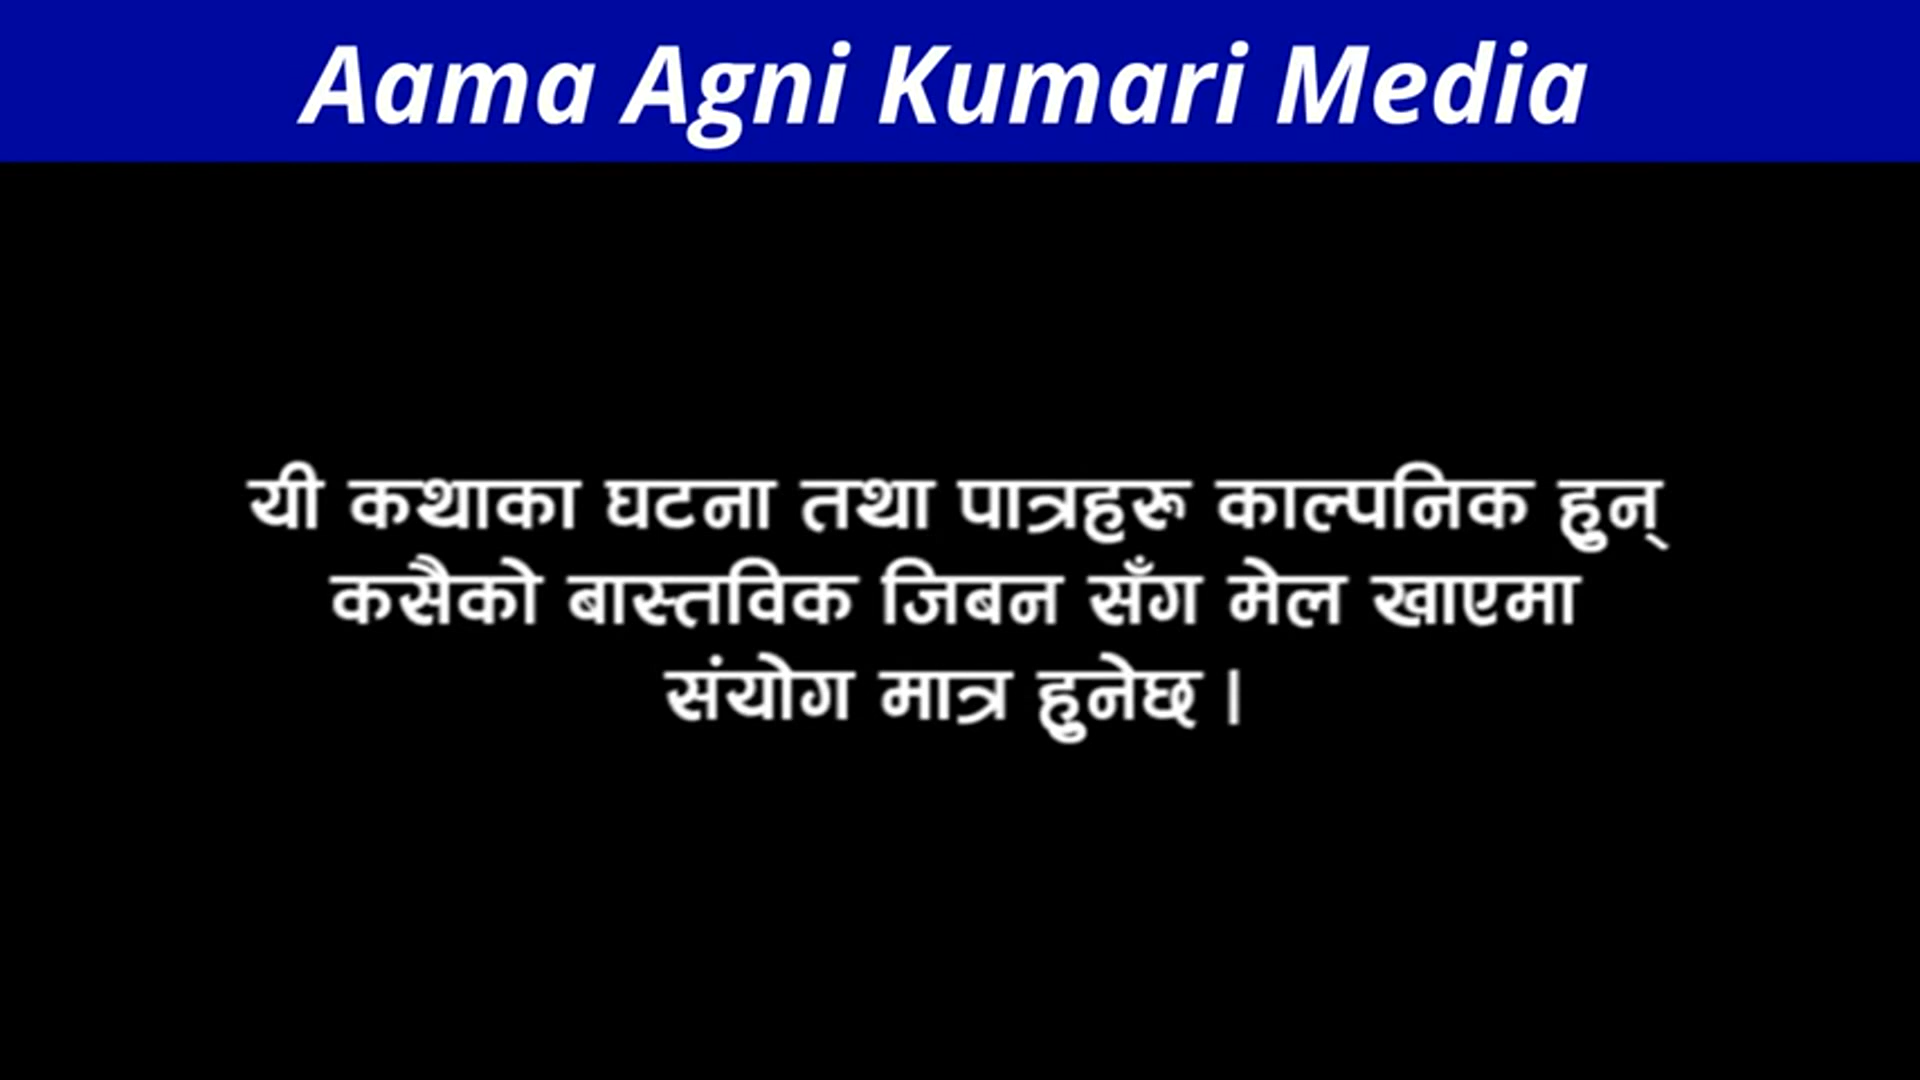 Aama Agni Kumari Media
यी कथाका घटना तथा पात्रहरू काल्पनिक हुन्
कसैको बास्तविक जिबन सँग मेल खाएमा
संयोग मात्र हुनेछ ।